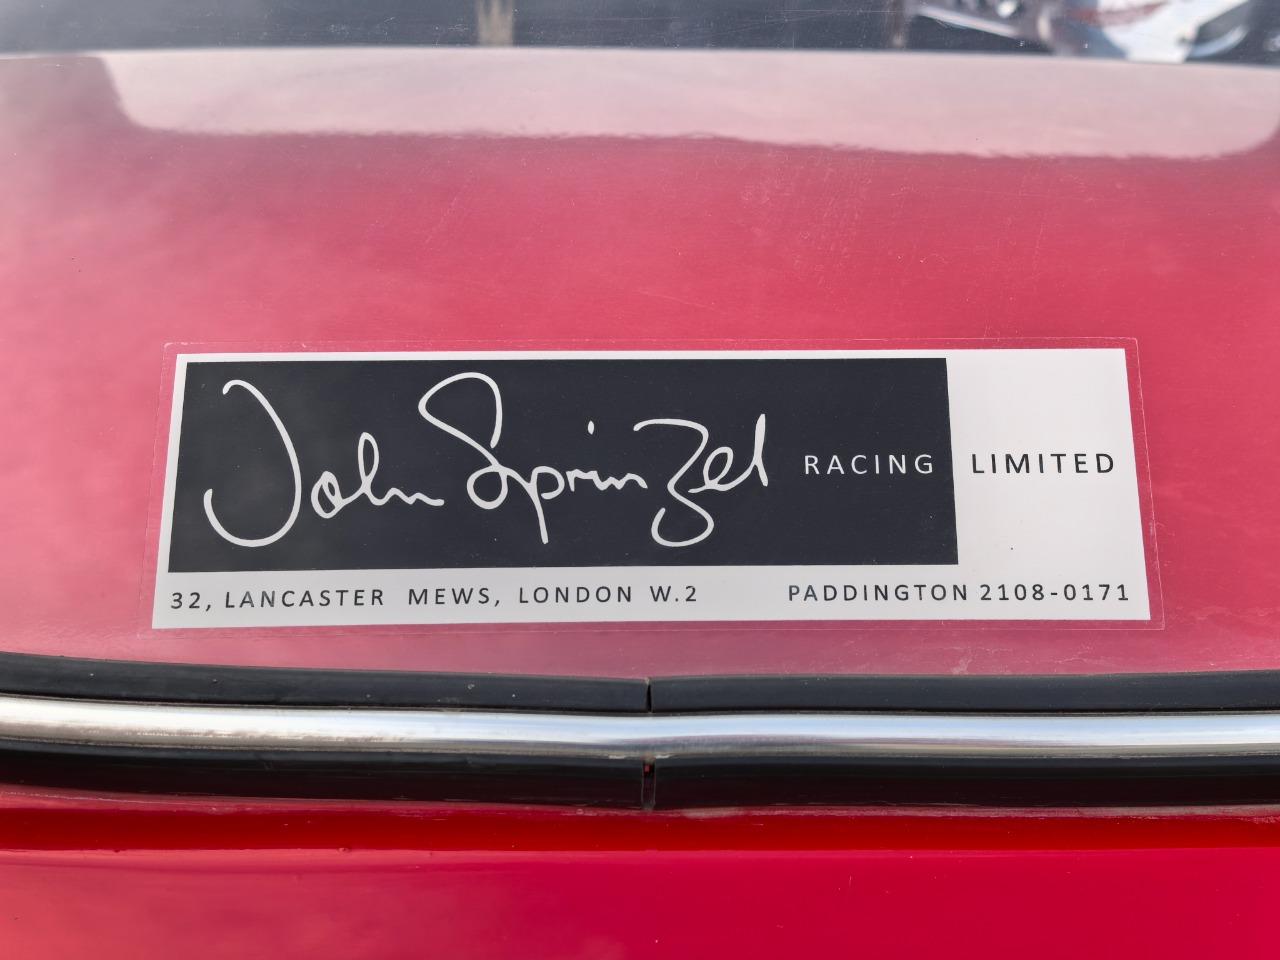 John Sprinzel RACING LIMITED
32, LANCASTER MEWS, LONDON W.2 PADDINGTON 2108-0171